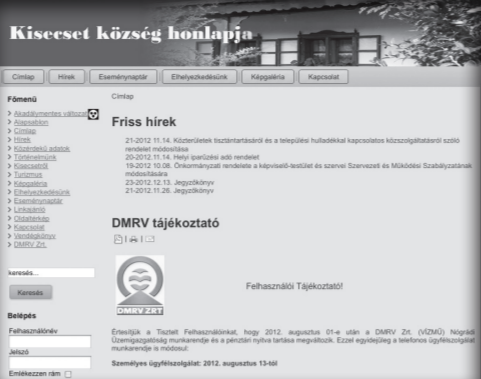 Kisecset község honlapja
Címlap
Hírek
Eseménynaptár
Elhelyezkedésünk
Képgaléria
Kapcsolat
Főmenü
Akadálymentes változat
Alapsablon
Címlap
Hírek
Közérdekű adatok
Történelmünk
Kisecsetről
Turizmus
Képgaléria
Elhelyezkedésünk
Eseménynaptár
Linkajánló
Oldaltérkép
Kapcsolat
Vendégkönyv
DMRV Zrt.
keresés...
Keresés
Belépés
Felhasználónév
Jelszó
Emlékezzen rám
Címlap
Friss hírek
21-2012 11.14. Közterületek tisztántartásáról és a települési hulladékkal kapcsolatos közszolgáltatásról szóló
rendelet módosítása
20-2012.11.14. Helyi iparűzési adó rendelet
19-2012 10.08. Önkormányzati rendelete a képviselő-testület és szervei Szervezeti és Működési Szabályzatának
módosítására
23-2012.12.13. Jegyzőkönyv
21-2012.11.26. Jegyzőkönyv
DMRV tájékoztató
DMRV ZRT
Felhasználói Tájékoztató!
Értesítjük a Tisztelt Felhasználóinkat, hogy 2012. augusztus 01-e után a DMRV Zrt. (VÍZMŰ) Nógrádi
Üzemigazgatóság munkarendje és a pénztári nyitva tartása megváltozik. Ezzel egyidejűleg a telefonos ügyfélszolgálat
munkarendje is módosul:
Személyes ügyfélszolgálat: 2012. augusztus 13-tól